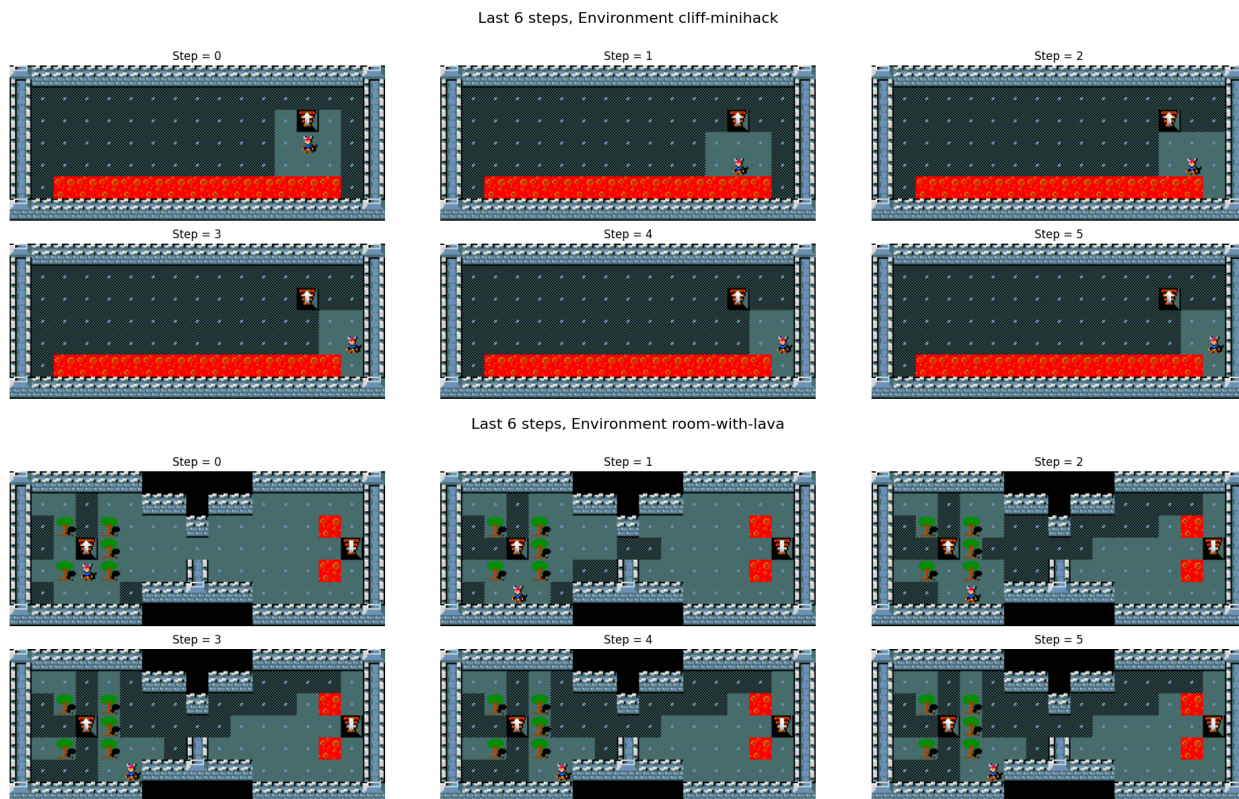 Last 6 steps, Environment cliff-minihack
Step = 0
Step = 1
Step = 2
Step = 3
Step = 4
Step = 5
Last 6 steps, Environment room-with-lava
Step = 0
Step = 1
Step = 2
Step = 3
Step = 4
Step = 5